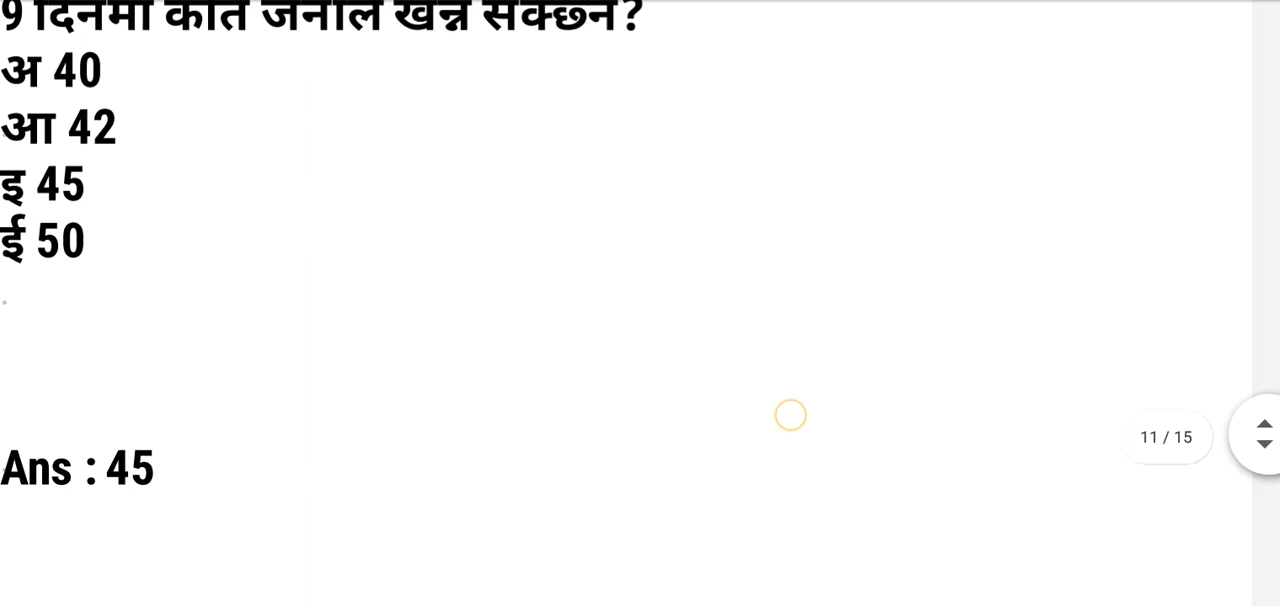 9 दिनमा कति जनाले खन्न सक्छन?
अ 40
आ 42
इ 45
ई 50
Ans : 45
11 / 15